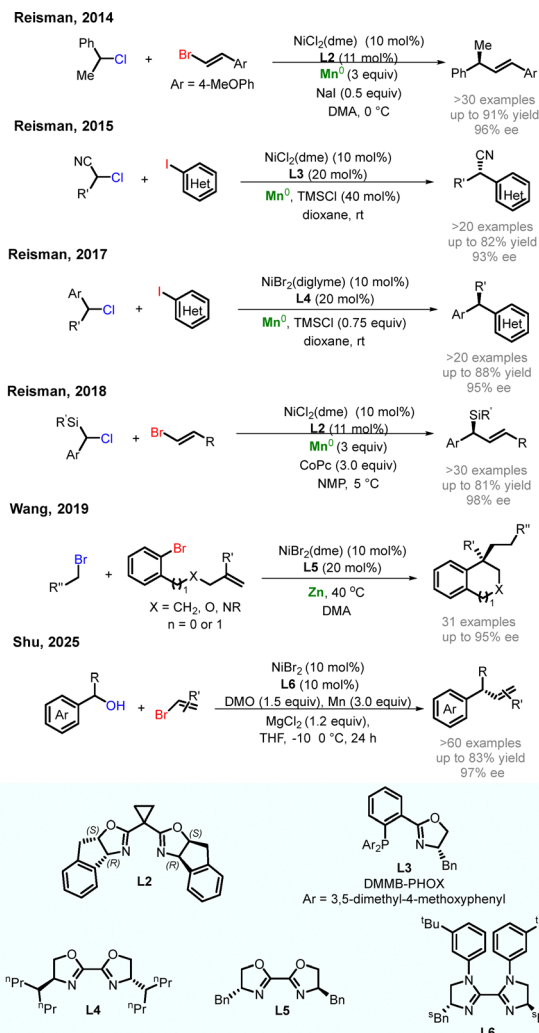 Reisman, 2014
Ph
Cl
Me
+
Br
Ar
Ar = 4-MeOPh
NiCl2(dme) (10 mol%)
L2 (11 mol%)
Mn⁰ (3 equiv)
NaI (0.5 equiv)
DMA, 0 °C
Me
Ph
Ar
>30 examples
up to 91% yield
96% ee
Reisman, 2015
NC
Cl
R'
+
I
Het
NiCl2(dme) (10 mol%)
L3 (20 mol%)
Mn⁰, TMSCl (40 mol%)
dioxane, rt
CN
R'
Het
>20 examples
up to 82% yield
93% ee
Reisman, 2017
Ar
Cl
R'
+
I
Het
NiBr2(diglyme) (10 mol%)
L4 (20 mol%)
Mn⁰, TMSCl (0.75 equiv)
dioxane, rt
R'
Ar
Het
>20 examples
up to 88% yield
95% ee
Reisman, 2018
R'Si
Cl
Ar
+
Br
R
NiCl2(dme) (10 mol%)
L2 (11 mol%)
Mn⁰ (3 equiv)
CoPc (3.0 equiv)
NMP, 5 °C
SiR'
Ar
R
>30 examples
up to 81% yield
98% ee
Wang, 2019
Br
R''
+
Br
R'
X
1
X = CH2, O, NR
n = 0 or 1
NiBr2(dme) (10 mol%)
L5 (20 mol%)
Zn, 40 °C
DMA
R''
R'
X
1
31 examples
up to 95% ee
Shu, 2025
R
OH
Ar
+
Br
R'
NiBr2 (10 mol%)
L6 (10 mol%)
DMO (1.5 equiv), Mn (3.0 equiv)
MgCl2 (1.2 equiv),
THF, -10 0 °C, 24 h
R
Ar
R'
>60 examples
up to 83% yield
97% ee
(S)
O
O
(S)
(R)
N
N
(R)
L2
O
Ar2P
N
Bn
L3
DMMB-PHOX
Ar = 3,5-dimethyl-4-methoxyphenyl
nPr
nPr
O
O
N
N
nPr
nPr
L4
O
O
Bn
N
N
Bn
L5
tBu
t
N
N
N
N
sBn
s
L6